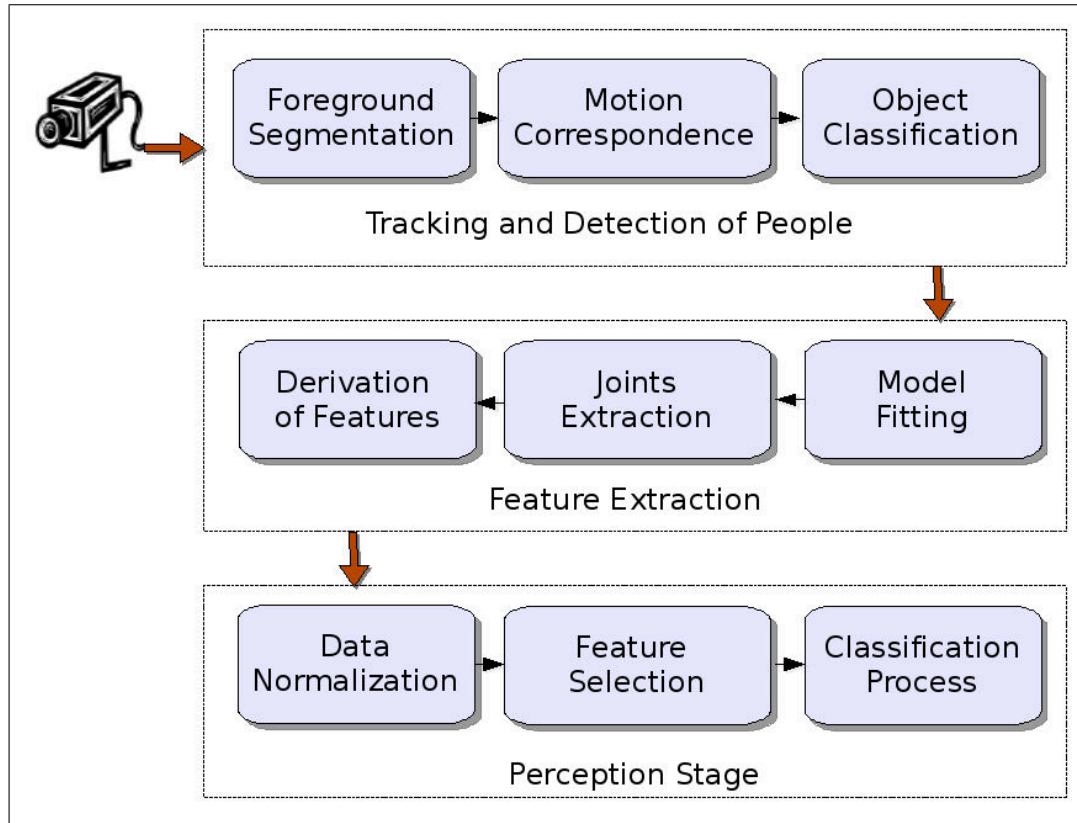 Foreground
Segmentation
Motion
Correspondence
Object
Classification
Tracking and Detection of People
Derivation
of Features
Joints
Extraction
Model
Fitting
Feature Extraction
Data
Normalization
Feature
Selection
Classification
Process
Perception Stage